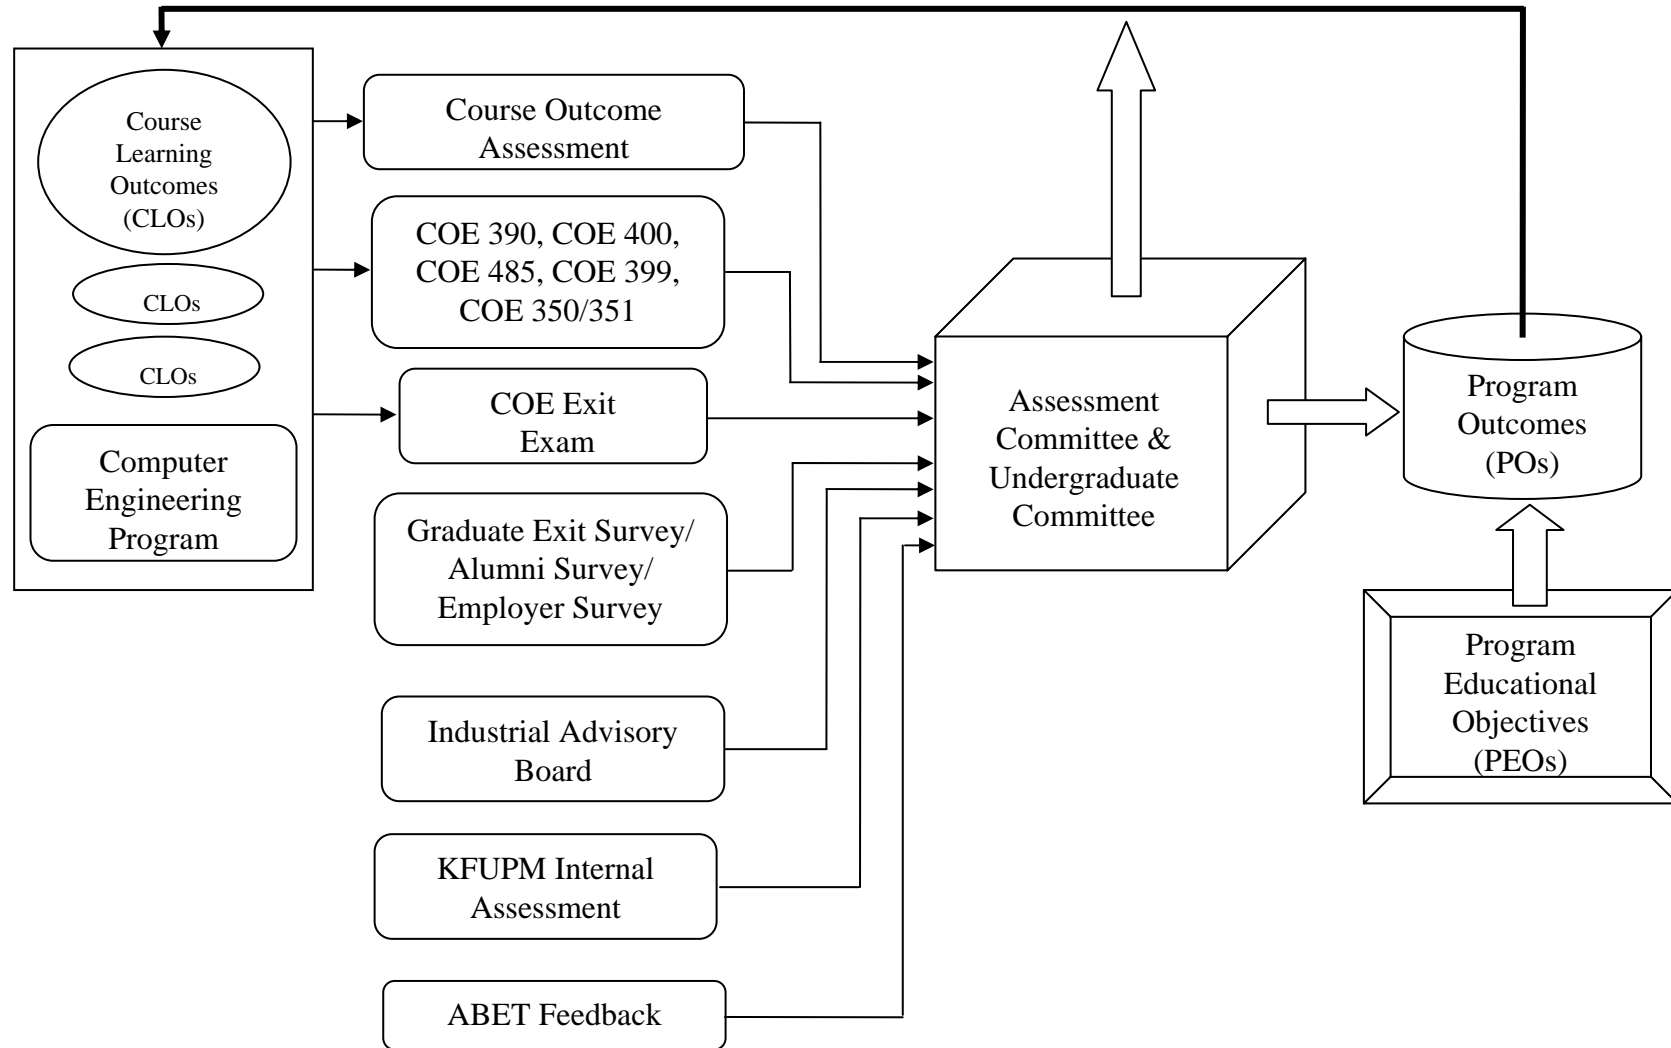 Course
Learning
Outcomes
(CLOs)
CLOs
CLOs
Computer
Engineering
Program
Course Outcome
Assessment
COE 390, COE 400,
COE 485, COE 399,
COE 350/351
COE Exit
Exam
Graduate Exit Survey/
Alumni Survey/
Employer Survey
Industrial Advisory
Board
KFUPM Internal
Assessment
ABET Feedback
Assessment
Committee &
Undergraduate
Committee
Program
Outcomes
(POs)
Program
Educational
Objectives
(PEOs)